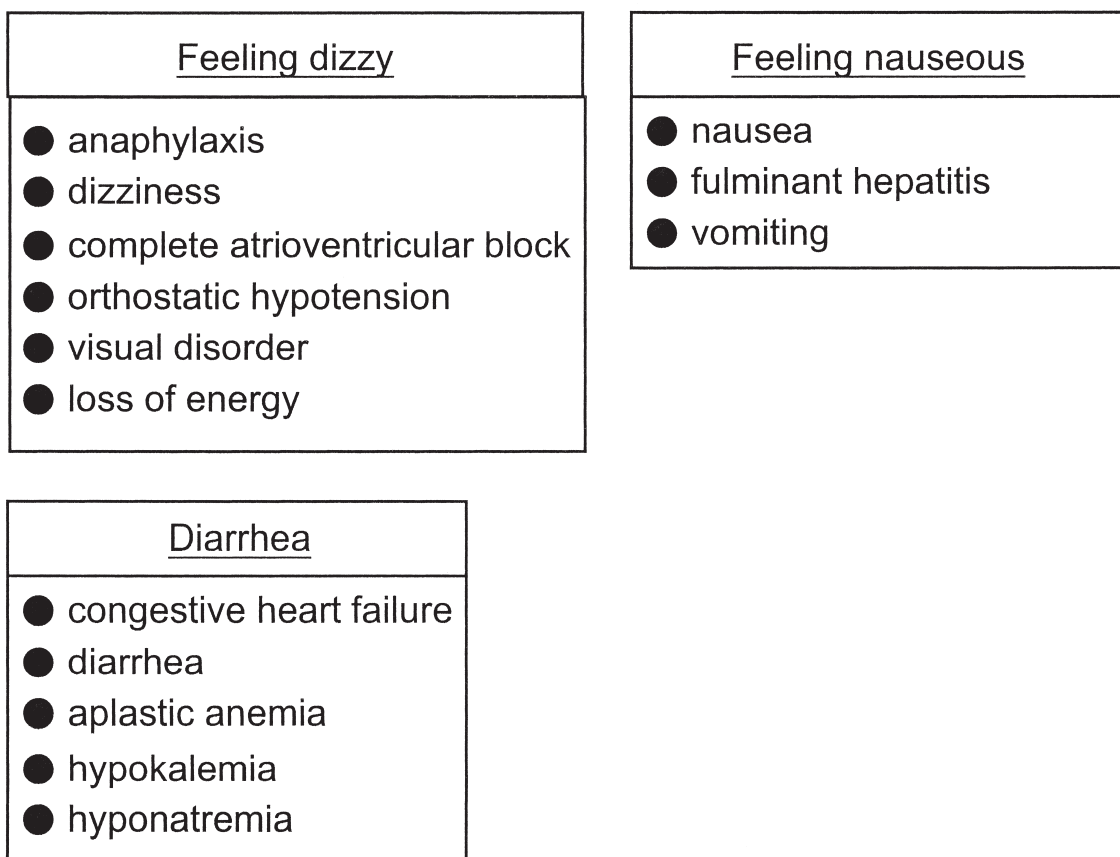 Feeling dizzy
● anaphylaxis
● dizziness
● complete atrioventricular block
● orthostatic hypotension
● visual disorder
● loss of energy
Feeling nauseous
● nausea
● fulminant hepatitis
● vomiting
Diarrhea
● congestive heart failure
● diarrhea
● aplastic anemia
● hypokalemia
● hyponatremia